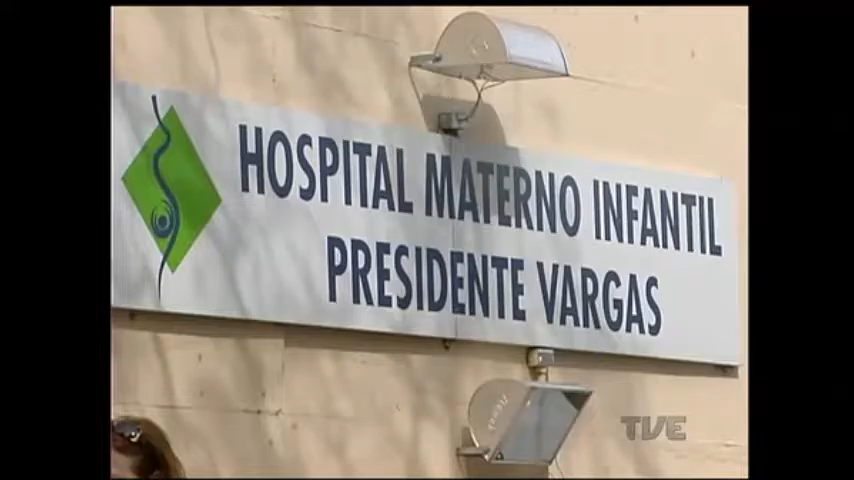 HOSPITAL MATERNO INFANTIL
PRESIDENTE VARGAS
TVE